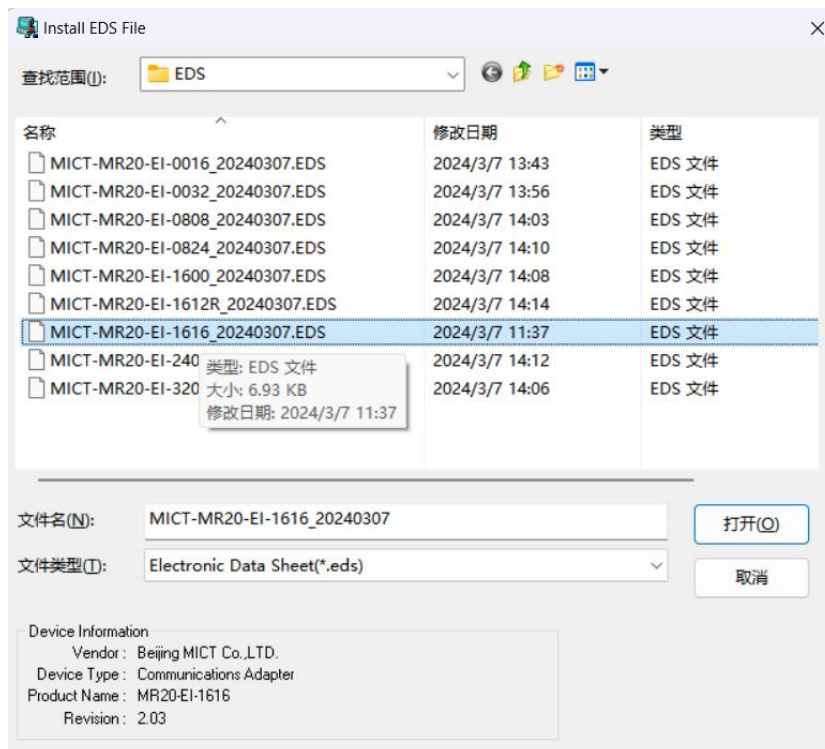 Install EDS File
查找范围(I):
EDS
名称 修改日期 类型
MICT-MR20-EI-0016_20240307.EDS 2024/3/7 13:43 EDS 文件
MICT-MR20-EI-0032_20240307.EDS 2024/3/7 13:56 EDS 文件
MICT-MR20-EI-0808_20240307.EDS 2024/3/7 14:03 EDS 文件
MICT-MR20-EI-0824_20240307.EDS 2024/3/7 14:10 EDS 文件
MICT-MR20-EI-1600_20240307.EDS 2024/3/7 14:08 EDS 文件
MICT-MR20-EI-1612R_20240307.EDS 2024/3/7 14:14 EDS 文件
MICT-MR20-EI-1616_20240307.EDS 2024/3/7 11:37 EDS 文件
MICT-MR20-EI-240 2024/3/7 14:12 EDS 文件
MICT-MR20-EI-320 2024/3/7 14:06 EDS 文件
类型: EDS 文件
大小: 6.93 KB
修改日期: 2024/3/7 11:37
文件名(N): MICT-MR20-EI-1616_20240307 打开(O)
文件类型(T): Electronic Data Sheet(*.eds) 取消
Device Information
Vendor : Beijing MICT Co.,LTD.
Device Type : Communications Adapter
Product Name : MR20-EI-1616
Revision : 2.03